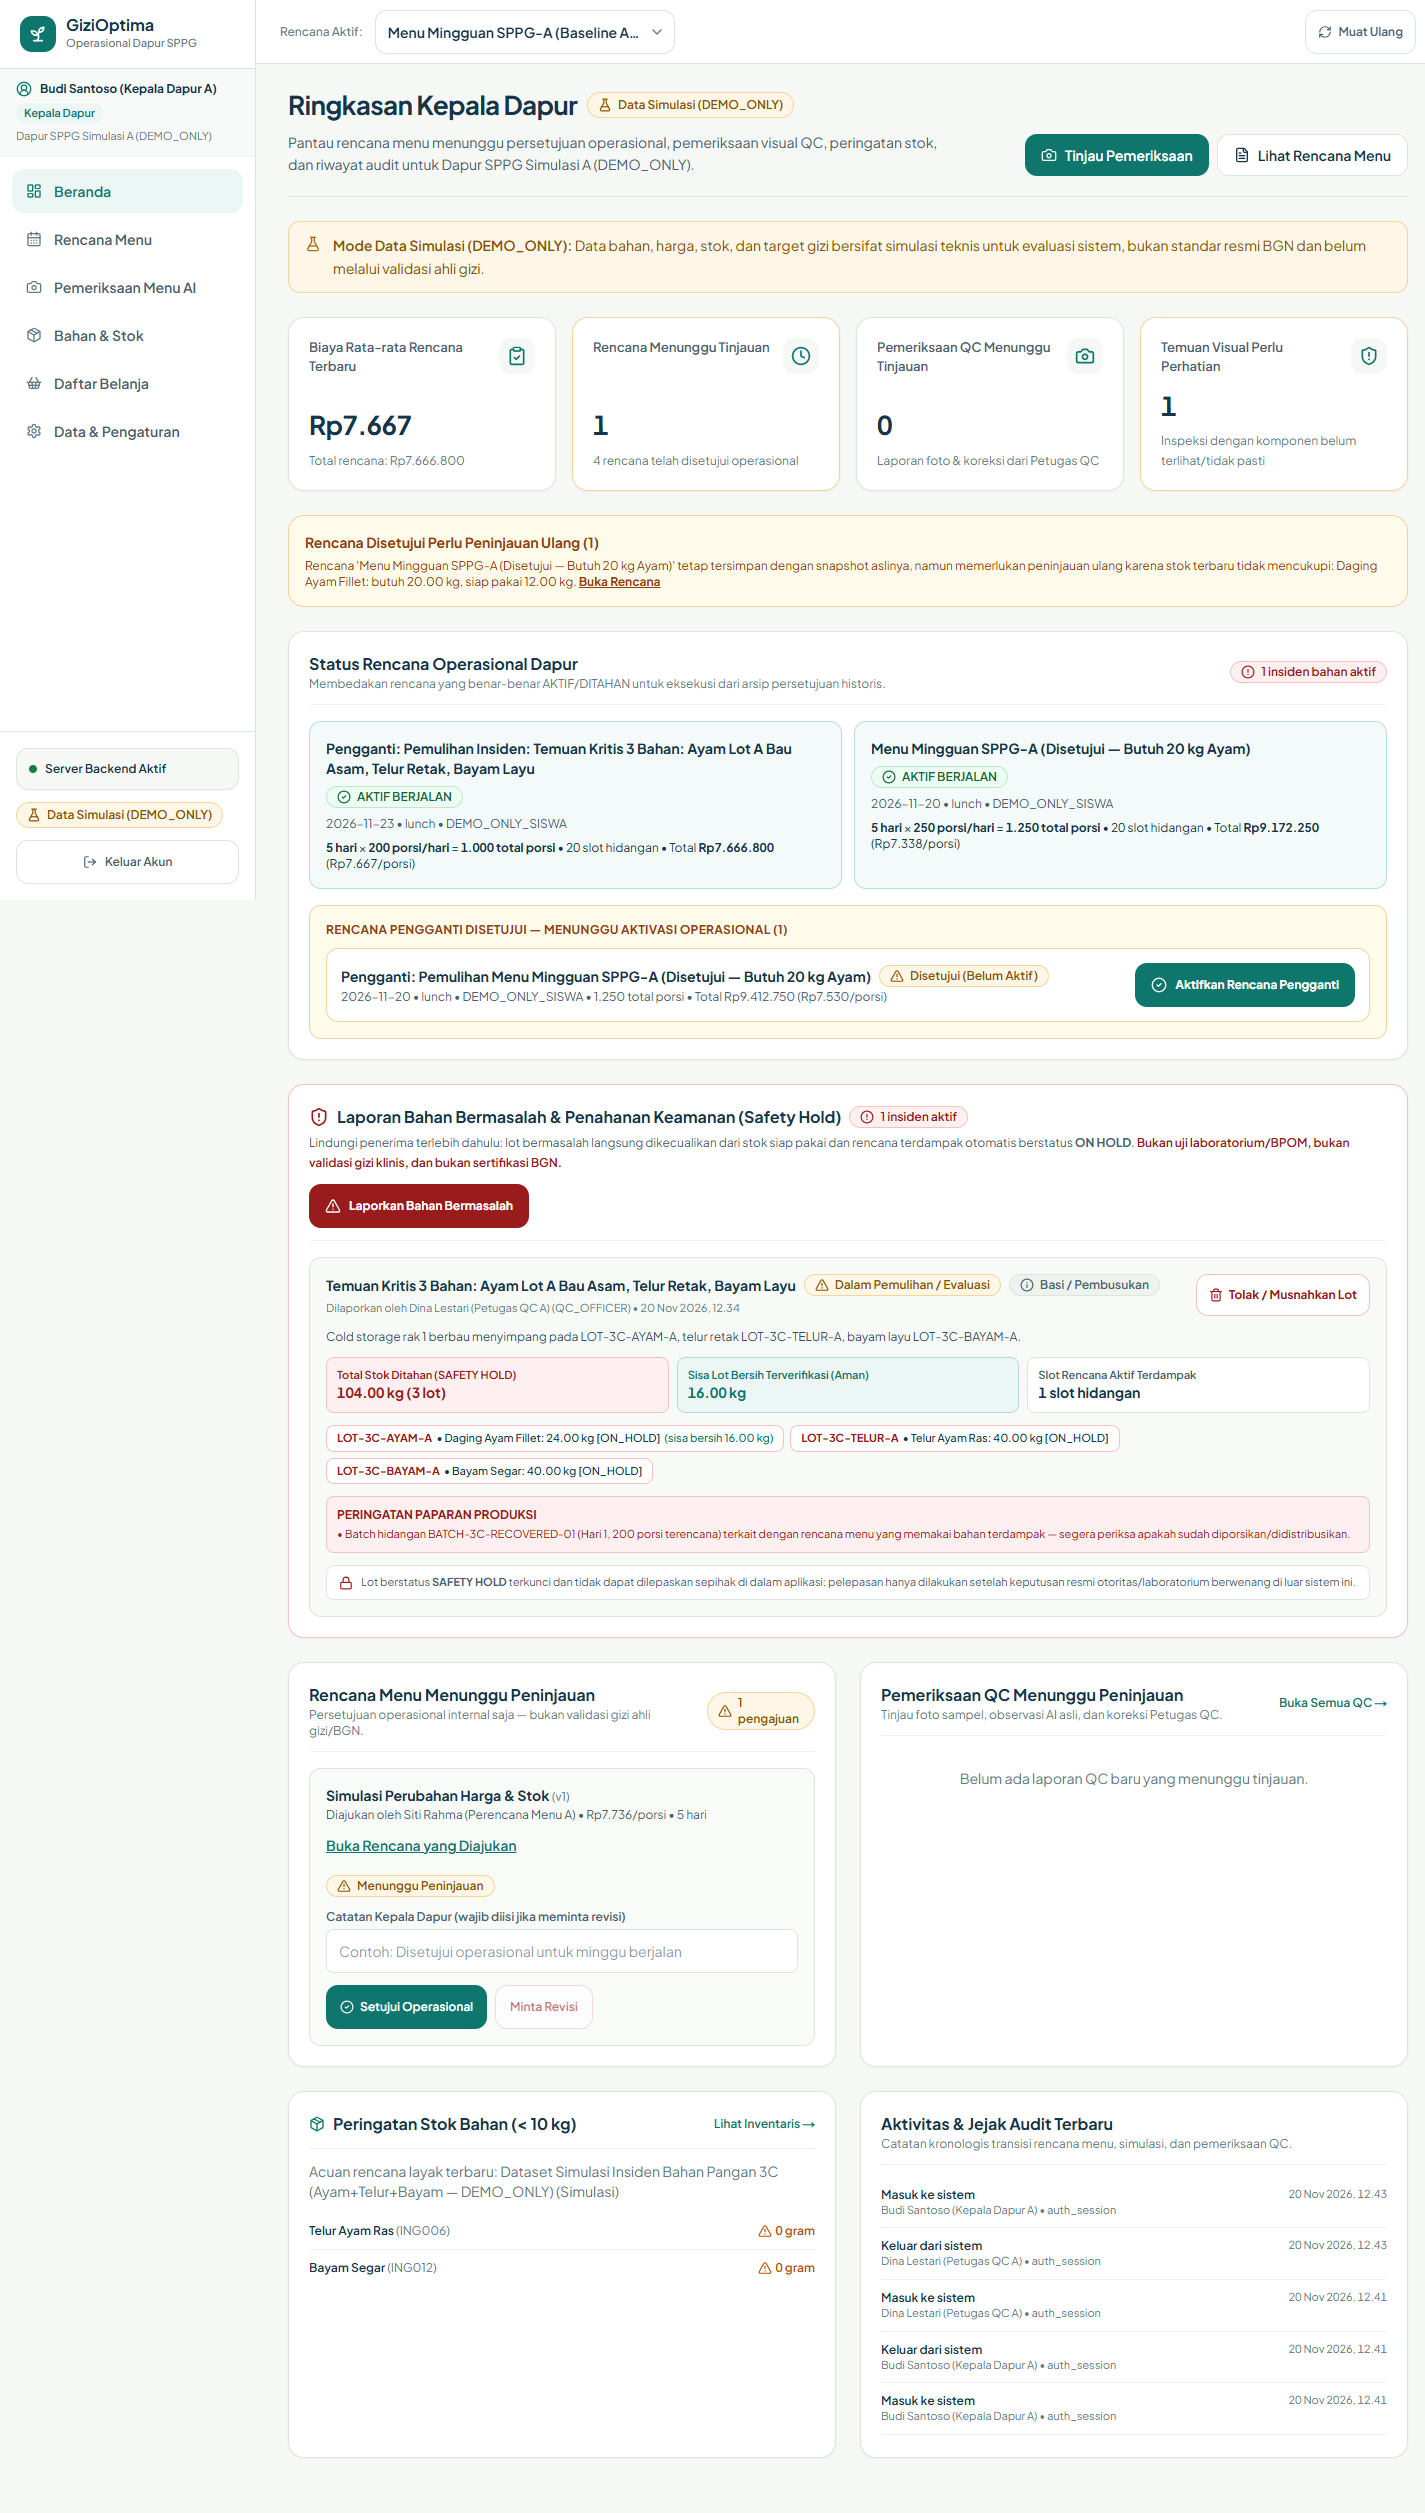 GiziOptima
Operasional Dapur SPPG
Budi Santoso (Kepala Dapur A)
Kepala Dapur
Dapur SPPG Simulasi A (DEMO_ONLY)
Beranda
Rencana Menu
Pemeriksaan Menu AI
Bahan & Stok
Daftar Belanja
Data & Pengaturan
Server Backend Aktif
Data Simulasi (DEMO_ONLY)
Keluar Akun
Rencana Aktif:
Menu Mingguan SPPG-A (Baseline A...
Muat Ulang
Ringkasan Kepala Dapur
Data Simulasi (DEMO_ONLY)
Pantau rencana menu menunggu persetujuan operasional, pemeriksaan visual QC, peringatan stok,
dan riwayat audit untuk Dapur SPPG Simulasi A (DEMO_ONLY).
Tinjau Pemeriksaan
Lihat Rencana Menu
Mode Data Simulasi (DEMO_ONLY): Data bahan, harga, stok, dan target gizi bersifat simulasi teknis untuk evaluasi sistem, bukan standar resmi BGN dan belum
melalui validasi ahli gizi.
Biaya Rata-rata Rencana
Terbaru
Rp7.667
Total rencana: Rp7.666.800
Rencana Menunggu Tinjauan
1
4 rencana telah disetujui operasional
Pemeriksaan QC Menunggu
Tinjauan
0
Laporan foto & koreksi dari Petugas QC
Temuan Visual Perlu
Perhatian
1
Inspeksi dengan komponen belum
terlihat/tidak pasti
Rencana Disetujui Perlu Peninjauan Ulang (1)
Rencana 'Menu Mingguan SPPG-A (Disetujui — Butuh 20 kg Ayam)' tetap tersimpan dengan snapshot aslinya, namun memerlukan peninjauan ulang karena stok terbaru tidak mencukupi: Daging
Ayam Fillet: butuh 20.00 kg, siap pakai 12.00 kg. Buka Rencana
Status Rencana Operasional Dapur
Membedakan rencana yang benar-benar AKTIF/DITAHAN untuk eksekusi dari arsip persetujuan historis.
1 insiden bahan aktif
Pengganti: Pemulihan Insiden: Temuan Kritis 3 Bahan: Ayam Lot A Bau
Asam, Telur Retak, Bayam Layu
AKTIF BERJALAN
2026-11-23 • lunch • DEMO_ONLY_SISWA
5 hari × 200 porsi/hari = 1.000 total porsi • 20 slot hidangan • Total Rp7.666.800
(Rp7.667/porsi)
Menu Mingguan SPPG-A (Disetujui — Butuh 20 kg Ayam)
AKTIF BERJALAN
2026-11-20 • lunch • DEMO_ONLY_SISWA
5 hari × 250 porsi/hari = 1.250 total porsi • 20 slot hidangan • Total Rp9.172.250
(Rp7.338/porsi)
RENCANA PENGGANTI DISETUJUI — MENUNGGU AKTIVASI OPERASIONAL (1)
Pengganti: Pemulihan Menu Mingguan SPPG-A (Disetujui — Butuh 20 kg Ayam)
Disetujui (Belum Aktif)
2026-11-20 • lunch • DEMO_ONLY_SISWA • 1.250 total porsi • Total Rp9.412.750 (Rp7.530/porsi)
Aktifkan Rencana Pengganti
Laporan Bahan Bermasalah & Penahanan Keamanan (Safety Hold)
1 insiden aktif
Lindungi penerima terlebih dahulu: lot bermasalah langsung dikecualikan dari stok siap pakai dan rencana terdampak otomatis berstatus ON HOLD. Bukan uji laboratorium/BPOM, bukan
validasi gizi klinis, dan bukan sertifikasi BGN.
Laporkan Bahan Bermasalah
Temuan Kritis 3 Bahan: Ayam Lot A Bau Asam, Telur Retak, Bayam Layu
Dalam Pemulihan / Evaluasi
Basi / Pembusukan
Dilaporkan oleh Dina Lestari (Petugas QC A) (QC_OFFICER) • 20 Nov 2026, 12.34
Tolak / Musnahkan Lot
Cold storage rak 1 berbau menyimpang pada LOT-3C-AYAM-A, telur retak LOT-3C-TELUR-A, bayam layu LOT-3C-BAYAM-A.
Total Stok Ditahan (SAFETY HOLD)
104.00 kg (3 lot)
Sisa Lot Bersih Terverifikasi (Aman)
16.00 kg
Slot Rencana Aktif Terdampak
1 slot hidangan
LOT-3C-AYAM-A • Daging Ayam Fillet: 24.00 kg [ON_HOLD] (sisa bersih 16.00 kg)
LOT-3C-TELUR-A • Telur Ayam Ras: 40.00 kg [ON_HOLD]
LOT-3C-BAYAM-A • Bayam Segar: 40.00 kg [ON_HOLD]
PERINGATAN PAPARAN PRODUKSI
• Batch hidangan BATCH-3C-RECOVERED-01 (Hari 1, 200 porsi terencana) terkait dengan rencana menu yang memakai bahan terdampak — segera periksa apakah sudah diporsikan/didistribusikan.
Lot berstatus SAFETY HOLD terkunci dan tidak dapat dilepaskan sepihak di dalam aplikasi; pelepasan hanya dilakukan setelah keputusan resmi otoritas/laboratorium berwenang di luar sistem ini.
Rencana Menu Menunggu Peninjauan
Persetujuan operasional internal saja — bukan validasi gizi ahli
gizi/BGN.
1
pengajuan
Simulasi Perubahan Harga & Stok (v1)
Diajukan oleh Siti Rahma (Perencana Menu A) • Rp7.736/porsi • 5 hari
Buka Rencana yang Diajukan
Menunggu Peninjauan
Catatan Kepala Dapur (wajib diisi jika meminta revisi)
Contoh: Disetujui operasional untuk minggu berjalan
Setujui Operasional
Minta Revisi
Pemeriksaan QC Menunggu Peninjauan
Tinjau foto sampel, observasi AI asli, dan koreksi Petugas QC.
Buka Semua QC →
Belum ada laporan QC baru yang menunggu tinjauan.
Peringatan Stok Bahan (< 10 kg)
Lihat Inventaris →
Acuan rencana layak terbaru: Dataset Simulasi Insiden Bahan Pangan 3C
(Ayam+Telur+Bayam — DEMO_ONLY) (Simulasi)
Telur Ayam Ras (ING006)
0 gram
Bayam Segar (ING012)
0 gram
Aktivitas & Jejak Audit Terbaru
Catatan kronologis transisi rencana menu, simulasi, dan pemeriksaan QC.
Masuk ke sistem
20 Nov 2026, 12.43
Budi Santoso (Kepala Dapur A) • auth_session
Keluar dari sistem
20 Nov 2026, 12.43
Dina Lestari (Petugas QC A) • auth_session
Masuk ke sistem
20 Nov 2026, 12.41
Dina Lestari (Petugas QC A) • auth_session
Keluar dari sistem
20 Nov 2026, 12.41
Budi Santoso (Kepala Dapur A) • auth_session
Masuk ke sistem
20 Nov 2026, 12.41
Budi Santoso (Kepala Dapur A) • auth_session